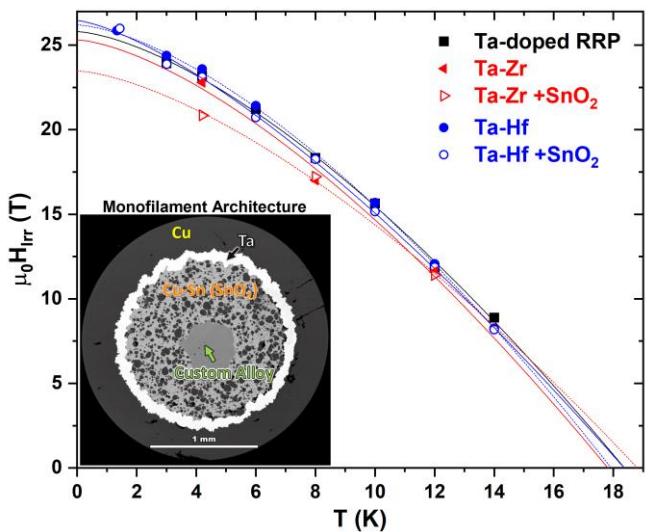 μ₀H_Irr (T)
25
20
15
10
5
0
Ta-doped RRP
Ta-Zr
Ta-Zr +SnO₂
Ta-Hf
Ta-Hf +SnO₂
Monofilament Architecture
Cu
Ta
Cu-Sn (SnO₂)
Custom Alloy
1 mm
0 2 4 6 8 10 12 14 16 18
T (K)